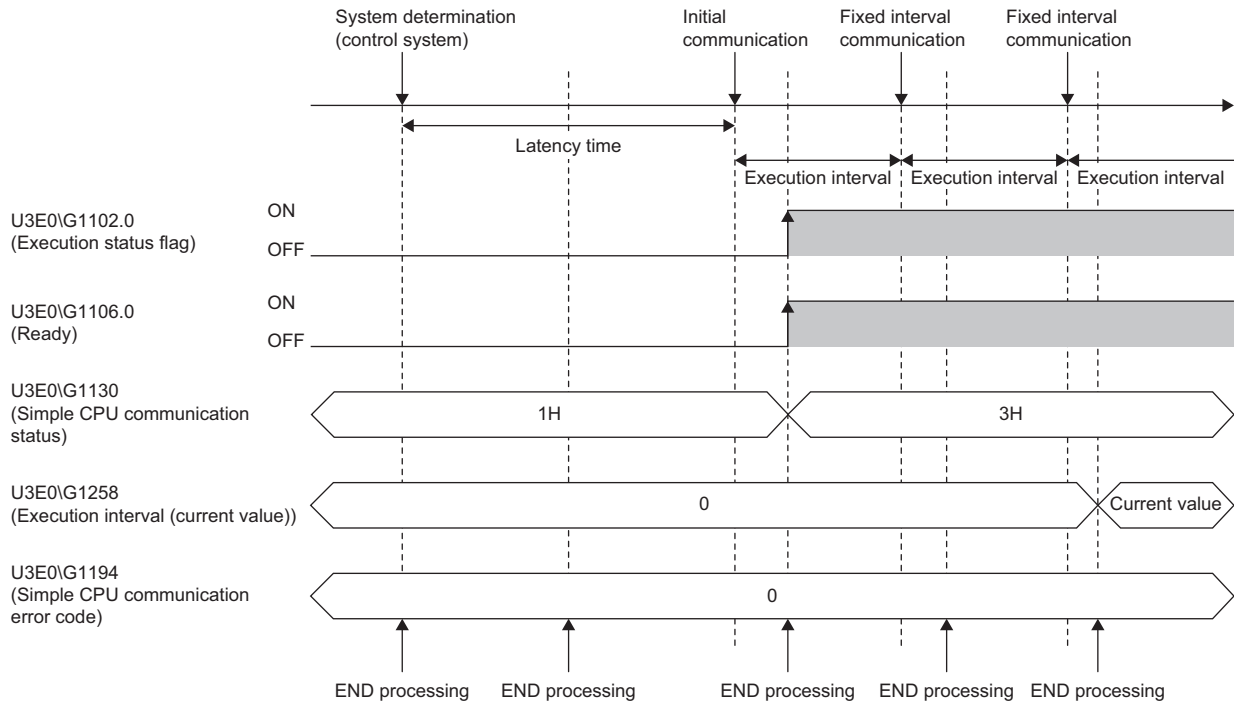 System determination
(control system)
Initial
communication
Fixed interval
communication
Fixed interval
communication
Latency time
Execution interval
Execution interval
Execution interval
U3E0\G1102.0
(Execution status flag)
ON
OFF
U3E0\G1106.0
(Ready)
ON
OFF
U3E0\G1130
(Simple CPU communication
status)
1H
3H
U3E0\G1258
(Execution interval (current value))
0
Current value
U3E0\G1194
(Simple CPU communication
error code)
0
END processing
END processing
END processing
END processing
END processing